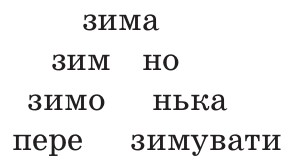 зима
зим но
зимо нька
пере зимувати